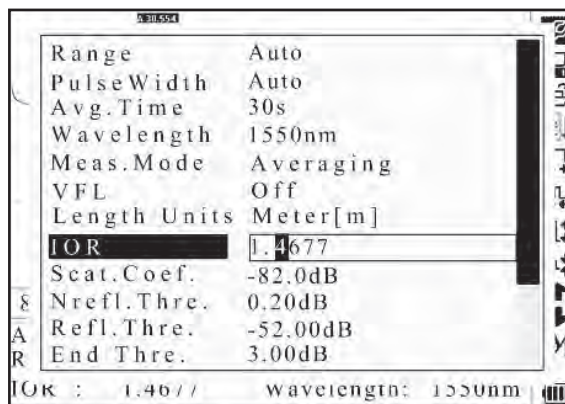 A 30.554
Range Auto
PulseWidth Auto
Avg.Time 30s
Wavelength 1550nm
Meas.Mode Averaging
VFL Off
Length Units Meter[m]
IOR 1.4677
Scat.Coef. -82.0dB
Nrefl.Thre. 0.20dB
Refl.Thre. -52.00dB
End Thre. 3.00dB
A
R
IOR : 1.4677 Wavelength: 1550nm